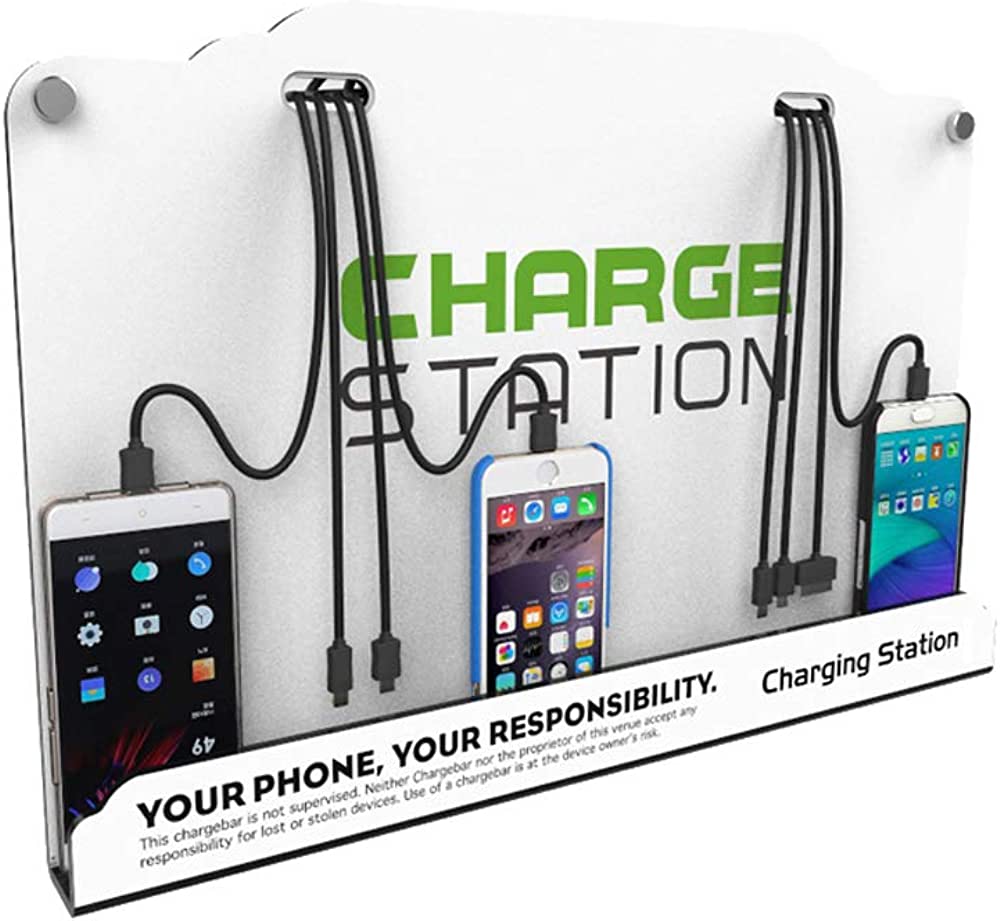 CHARGE
STATION
49
YOUR PHONE, YOUR RESPONSIBILITY.
This chargebar is not supervised. Neither Chargebar nor the proprietor of this venue accept any
responsibility for lost or stolen devices. Use of a chargebar is at the device owner's risk.
Charging Station